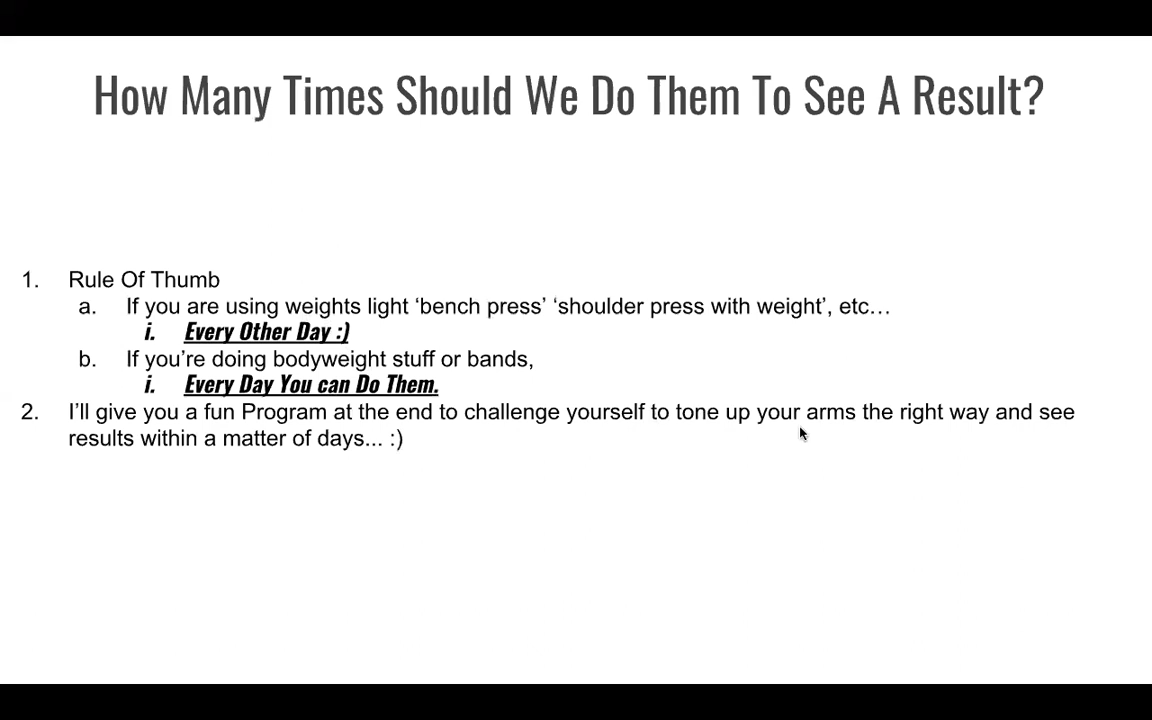 How Many Times Should We Do Them To See A Result?
1. Rule Of Thumb
a. If you are using weights light ‘bench press’ ‘shoulder press with weight’, etc…
i. Every Other Day :)
b. If you’re doing bodyweight stuff or bands,
i. Every Day You can Do Them.
2. I’ll give you a fun Program at the end to challenge yourself to tone up your arms the right way and see
results within a matter of days... :)